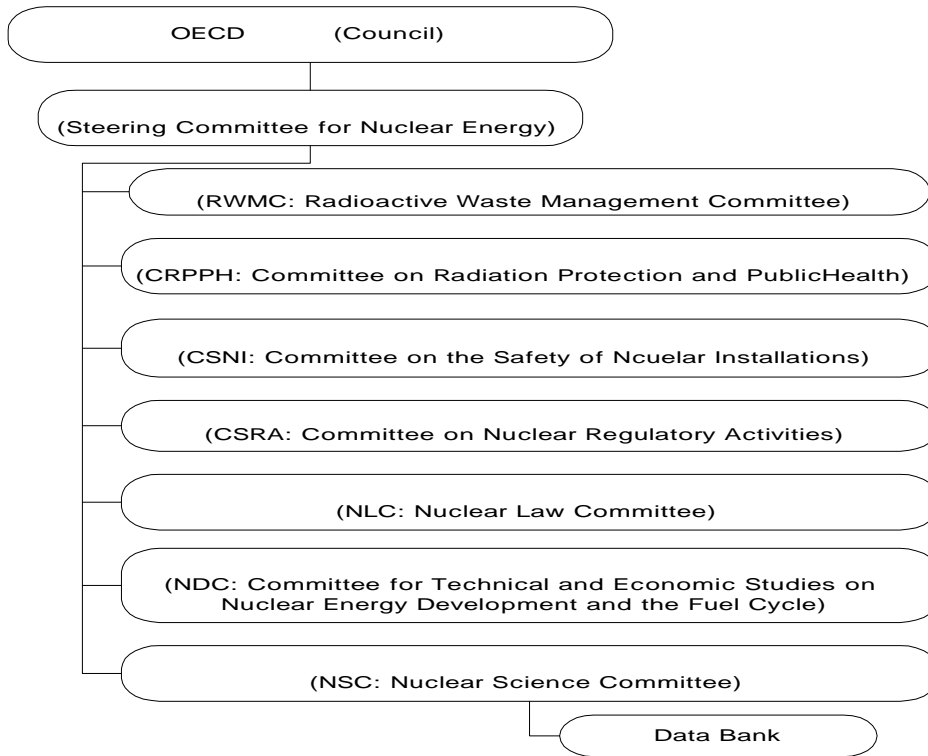 OECD (Council)
(Steering Committee for Nuclear Energy)
(RWMC: Radioactive Waste Management Committee)
(CRPPH: Committee on Radiation Protection and PublicHealth)
(CSNI: Committee on the Safety of Ncuelar Installations)
(CSRA: Committee on Nuclear Regulatory Activities)
(NLC: Nuclear Law Committee)
(NDC: Committee for Technical and Economic Studies on
Nuclear Energy Development and the Fuel Cycle)
(NSC: Nuclear Science Committee)
Data Bank